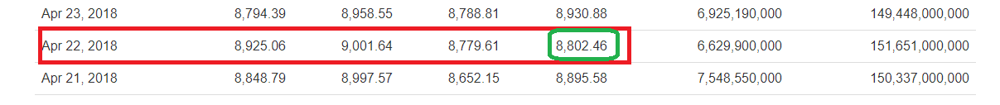 Apr 23, 2018 8,794.39 8,958.55 8,788.81 8,930.88 6,925,190,000 149,448,000,000
Apr 22, 2018 8,925.06 9,001.64 8,779.61 8,802.46 6,629,900,000 151,651,000,000
Apr 21, 2018 8,848.79 8,997.57 8,652.15 8,895.58 7,548,550,000 150,337,000,000